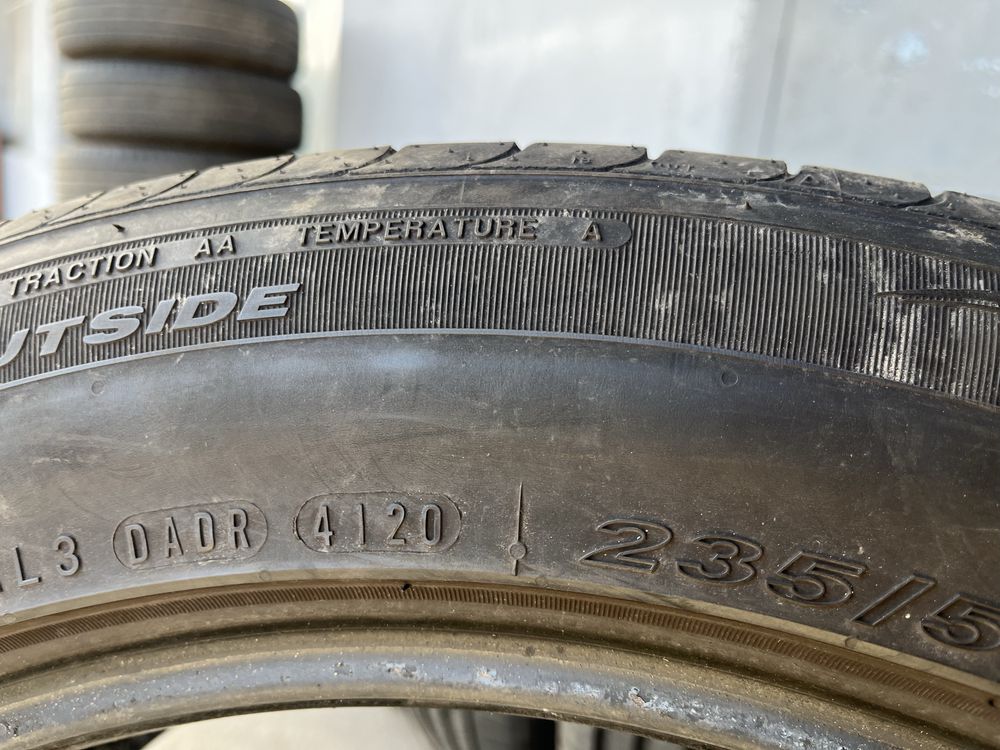 TRACTION AA TEMPERATURE A
UTSIDE
L3 DADR 4120 235/5